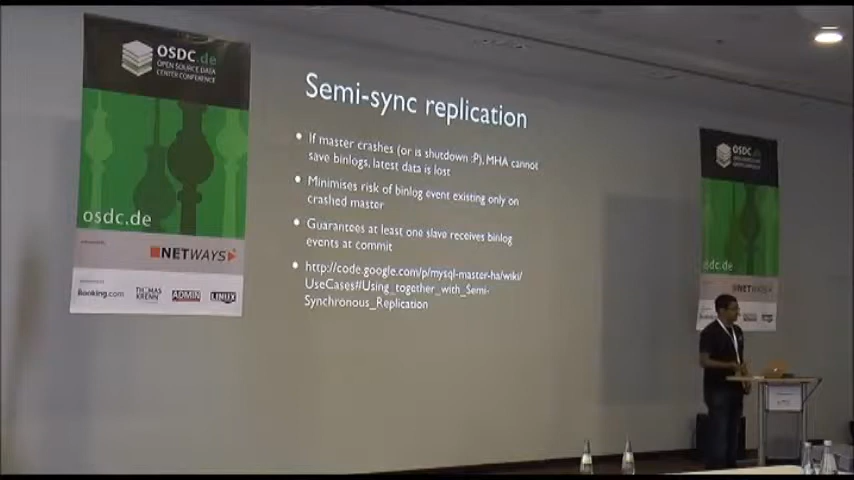 OSDC.de
OPEN SOURCE DATA
CENTER CONFERENCE
osdc.de
NETWAYS
Booking.com
THOMAS
KRENN
ADMIN
LINUX
Semi-sync replication
If master crashes (or is shutdown :P), MHA cannot
save binlogs, latest data is lost
Minimises risk of binlog event existing only on
crashed master
Guarantees at least one slave receives binlog
events at commit
http://code.google.com/p/mysql-master-ha/wiki/
UseCases#Using_together_with_Semi-
Synchronous_Replication
OSDC.de
osdc.de
NETWAYS